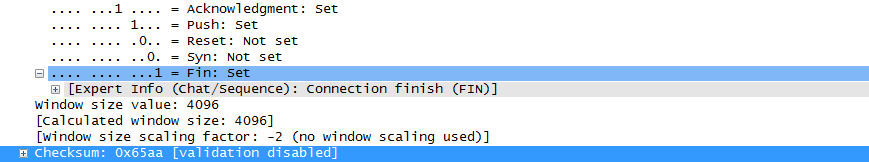 .... ...1 .... = Acknowledgment: Set
.... .... 1... = Push: Set
.... .... .0.. = Reset: Not set
.... .... ..0. = Syn: Not set
.... .... ...1 = Fin: Set
[Expert Info (Chat/Sequence): Connection finish (FIN)]
Window size value: 4096
[Calculated window size: 4096]
[Window size scaling factor: -2 (no window scaling used)]
Checksum: 0x65aa [validation disabled]